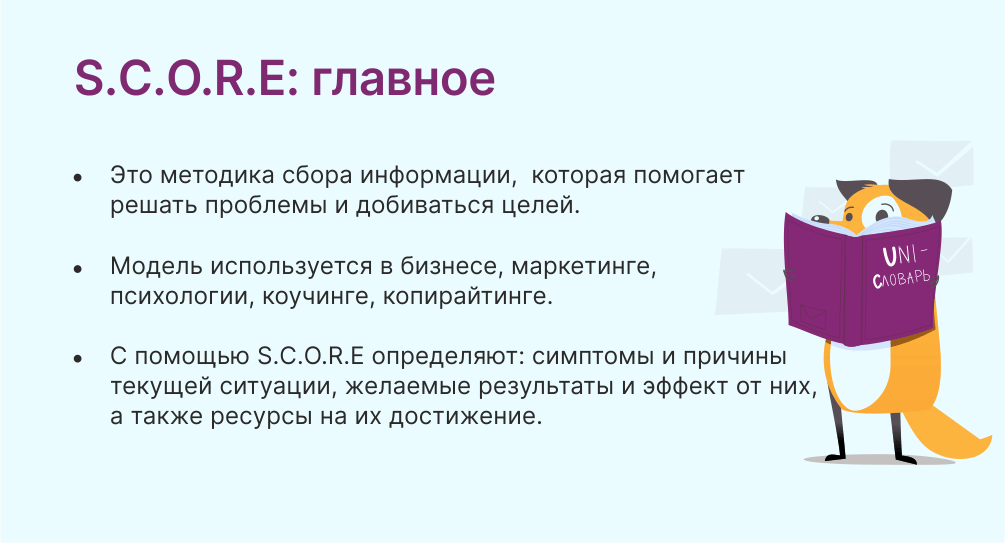 S.C.O.R.E: главное
• Это методика сбора информации,  которая помогает
решать проблемы и добиваться целей.
• Модель используется в бизнесе, маркетинге,
психологии, коучинге, копирайтинге.
• С помощью S.C.O.R.E определяют: симптомы и причины
текущей ситуации, желаемые результаты и эффект от них,
а также ресурсы на их достижение.
UNI-
СЛОВАРЬ